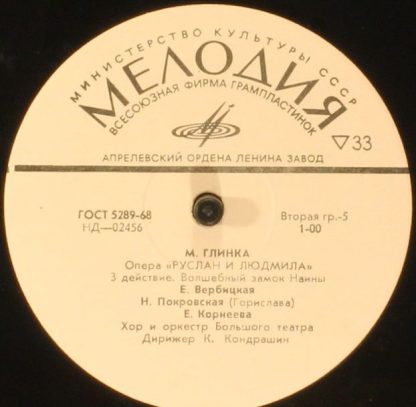 МИНИСТЕРСТВО КУЛЬТУРЫ СССР
МЕЛОДИЯ
ВСЕСОЮЗНАЯ ФИРМА ГРАМПЛАСТИНОК
▽33
АПРЕЛЕВСКИЙ ОРДЕНА ЛЕНИНА ЗАВОД
ГОСТ 5289-68
НД—02456
Вторая гр.-5
1-00
М. ГЛИНКА
Опера «РУСЛАН И ЛЮДМИЛА»
3 действие. Волшебный замок Наины
Е. Вербицкая
Н. Покровская (Горислава)
Е. Корнеева
Хор и оркестр Большого театра
Дирижер К. Кондрашин